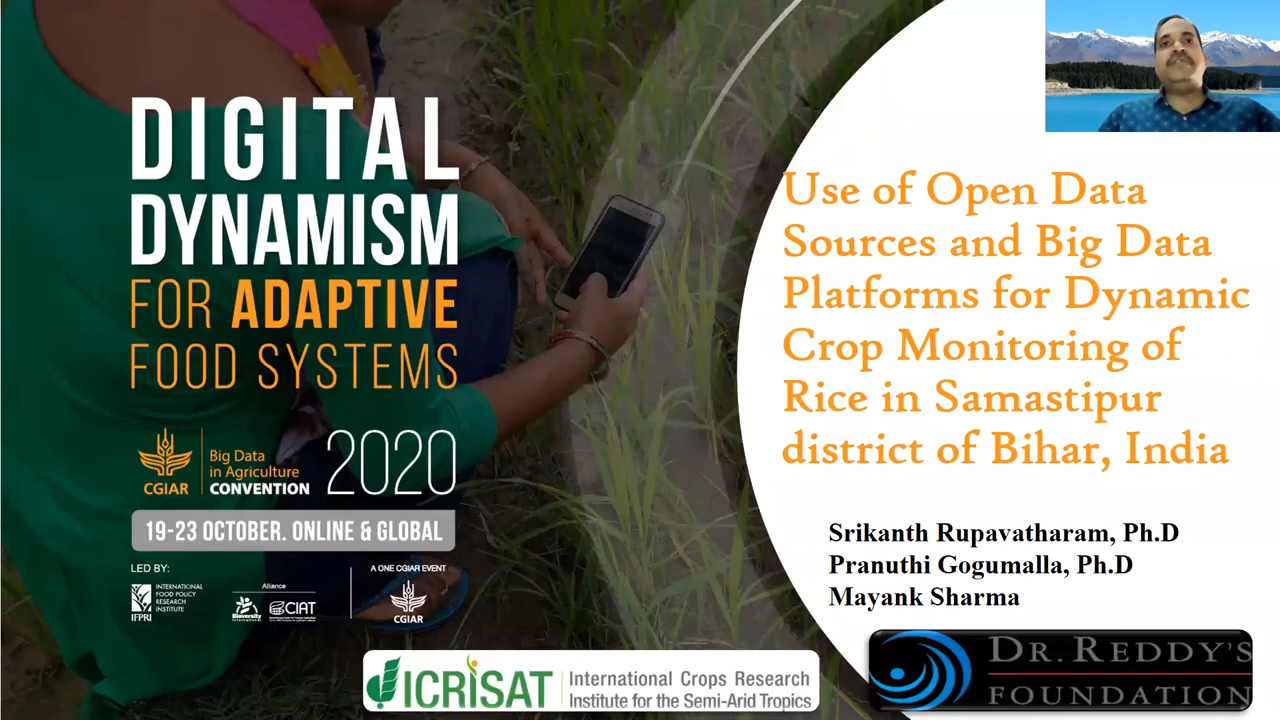 DIGITAL
DYNAMISM
FOR ADAPTIVE
FOOD SYSTEMS
CGIAR
Big Data
in Agriculture
CONVENTION
2020
19-23 OCTOBER. ONLINE & GLOBAL
LED BY:
IFPRI
INTERNATIONAL
FOOD POLICY
RESEARCH
INSTITUTE
Alliance
Bioversity
International
CIAT
A ONE CGIAR EVENT
CGIAR
Use of Open Data
Sources and Big Data
Platforms for Dynamic
Crop Monitoring of
Rice in Samastipur
district of Bihar, India
Srikanth Rupavatharam, Ph.D
Pranuthi Gogumalla, Ph.D
Mayank Sharma
ICRISAT
International Crops Research
Institute for the Semi-Arid Tropics
DR. REDDY'S
FOUNDATION